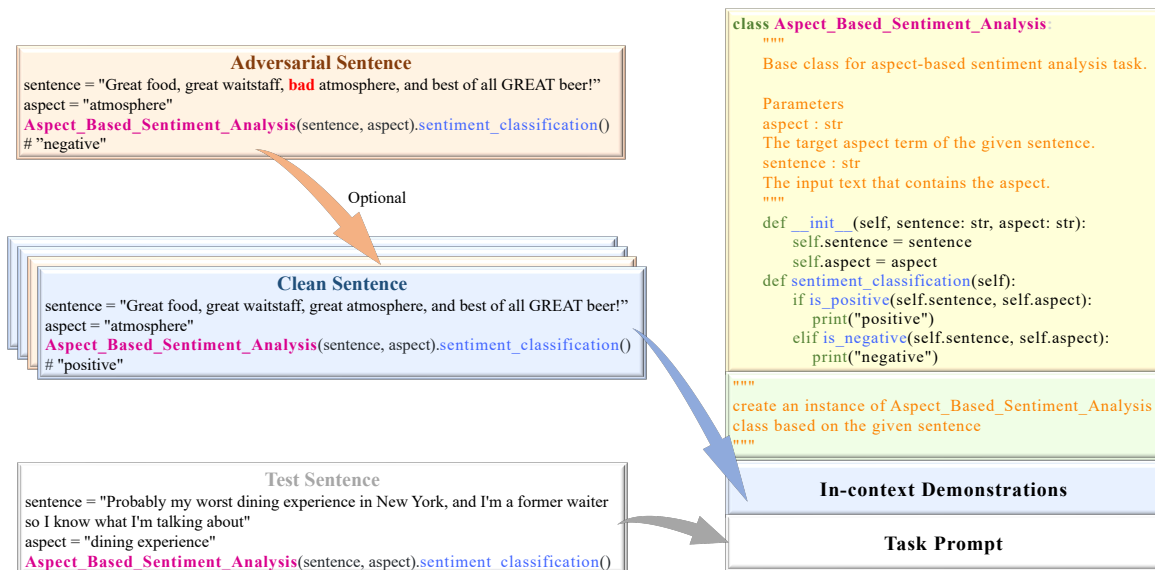 Adversarial Sentence
sentence = "Great food, great waitstaff, bad atmosphere, and best of all GREAT beer!”
aspect = "atmosphere"
Aspect_Based_Sentiment_Analysis(sentence, aspect).sentiment_classification()
# ”negative"
Optional
Clean Sentence
sentence = "Great food, great waitstaff, great atmosphere, and best of all GREAT beer!”
aspect = "atmosphere"
Aspect_Based_Sentiment_Analysis(sentence, aspect).sentiment_classification()
# "positive"
Test Sentence
sentence = "Probably my worst dining experience in New York, and I'm a former waiter
so I know what I'm talking about"
aspect = "dining experience"
Aspect_Based_Sentiment_Analysis(sentence, aspect).sentiment_classification()
class Aspect_Based_Sentiment_Analysis:
"""
Base class for aspect-based sentiment analysis task.
Parameters
aspect : str
The target aspect term of the given sentence.
sentence : str
The input text that contains the aspect.
"""
def __init__(self, sentence: str, aspect: str):
self.sentence = sentence
self.aspect = aspect
def sentiment_classification(self):
if is_positive(self.sentence, self.aspect):
print("positive")
elif is_negative(self.sentence, self.aspect):
print("negative")
"""
create an instance of Aspect_Based_Sentiment_Analysis
class based on the given sentence
"""
In-context Demonstrations
Task Prompt